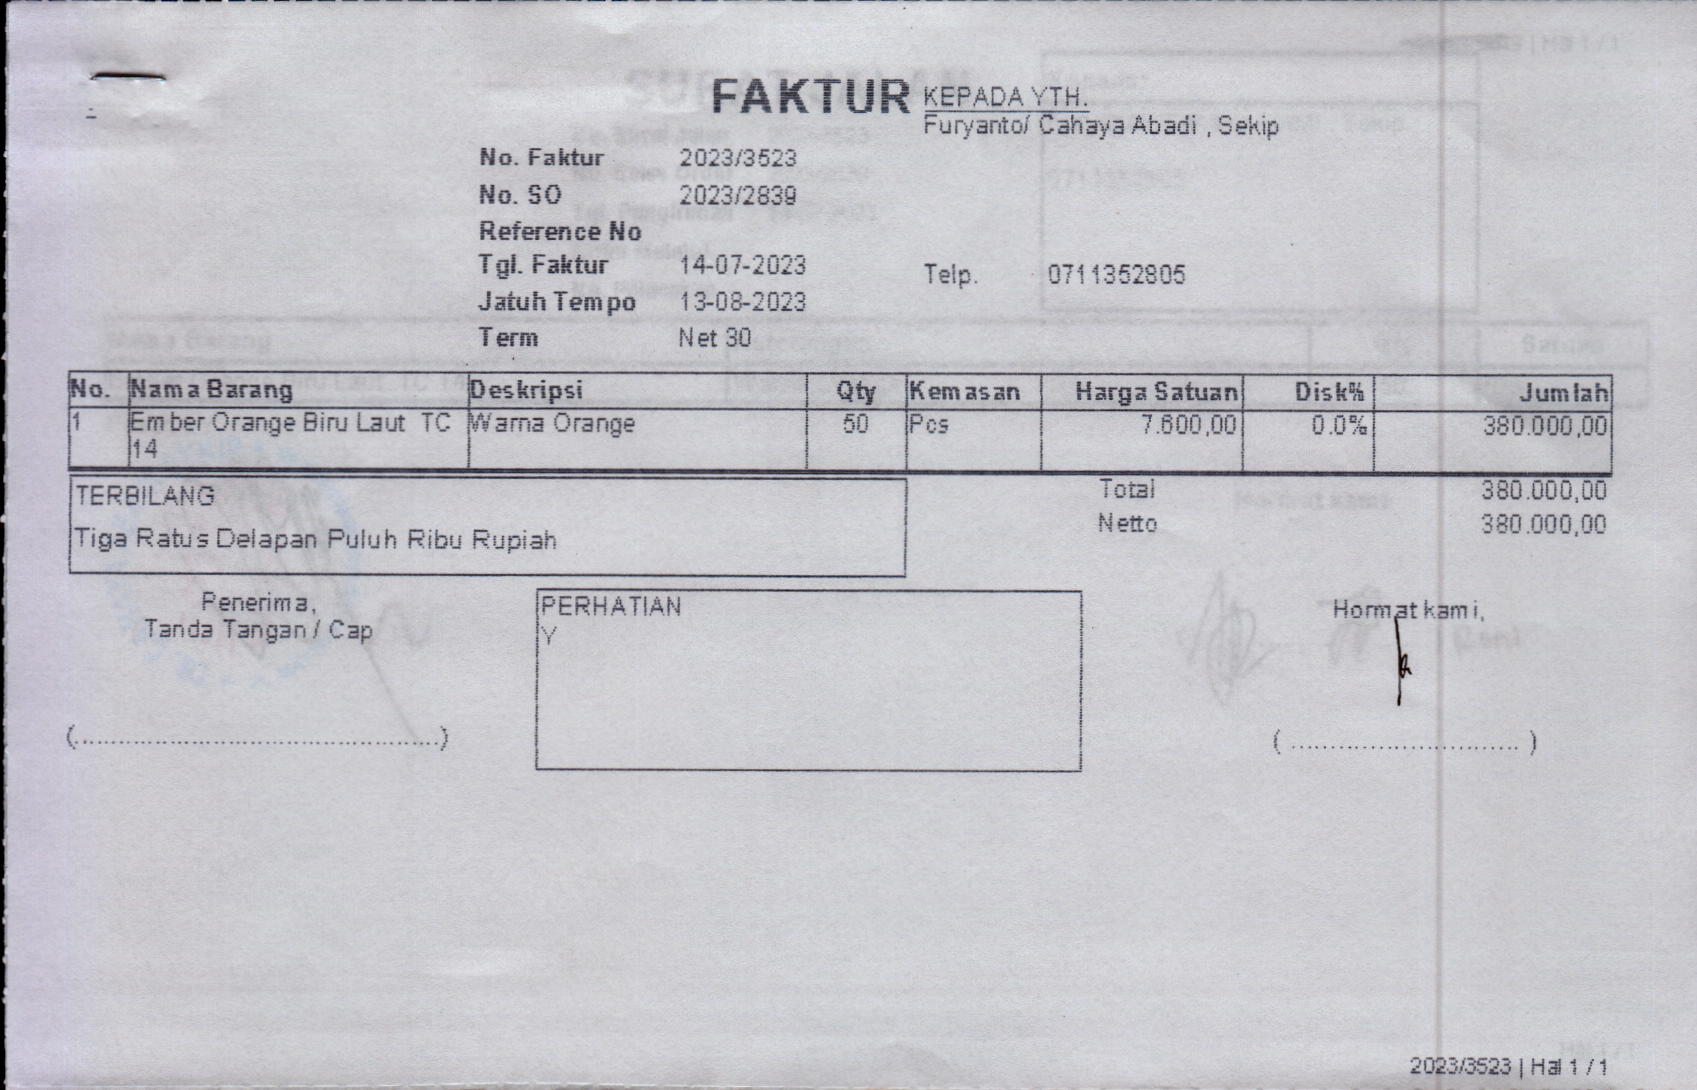 FAKTUR
KEPADA YTH.
Furyanto/ Cahaya Abadi , Sekip
No. Faktur 2023/3523
No. SO 2023/2839
Reference No
Tgl. Faktur 14-07-2023
Telp. 0711352805
Jatuh Tempo 13-08-2023
Term Net 30
No. Nama Barang Deskripsi Qty Kemasan Harga Satuan Disk% Jumlah
1 Ember Orange Biru Laut TC Warna Orange 50 Pcs 7.600,00 0.0% 380.000,00
14
TERBILANG
Total 380.000,00
Netto 380.000,00
Tiga Ratus Delapan Puluh Ribu Rupiah
Penerima,
Tanda Tangan / Cap
PERHATIAN
Y
Hormat kami,
(..............................................)
( ............................. )
2023/3523 | Hal 1 / 1